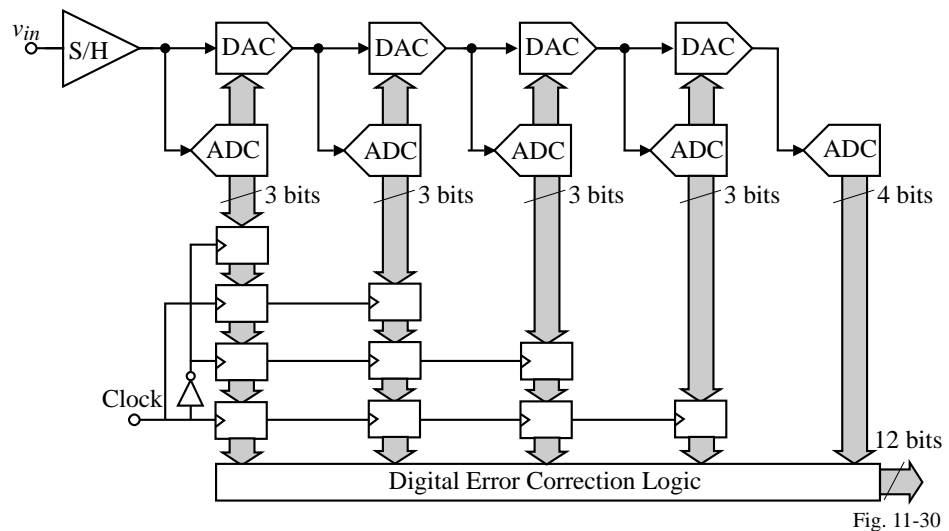 v_in
S/H
DAC
DAC
DAC
DAC
ADC
ADC
ADC
ADC
ADC
3 bits
3 bits
3 bits
3 bits
4 bits
Clock
12 bits
Digital Error Correction Logic
Fig. 11-30